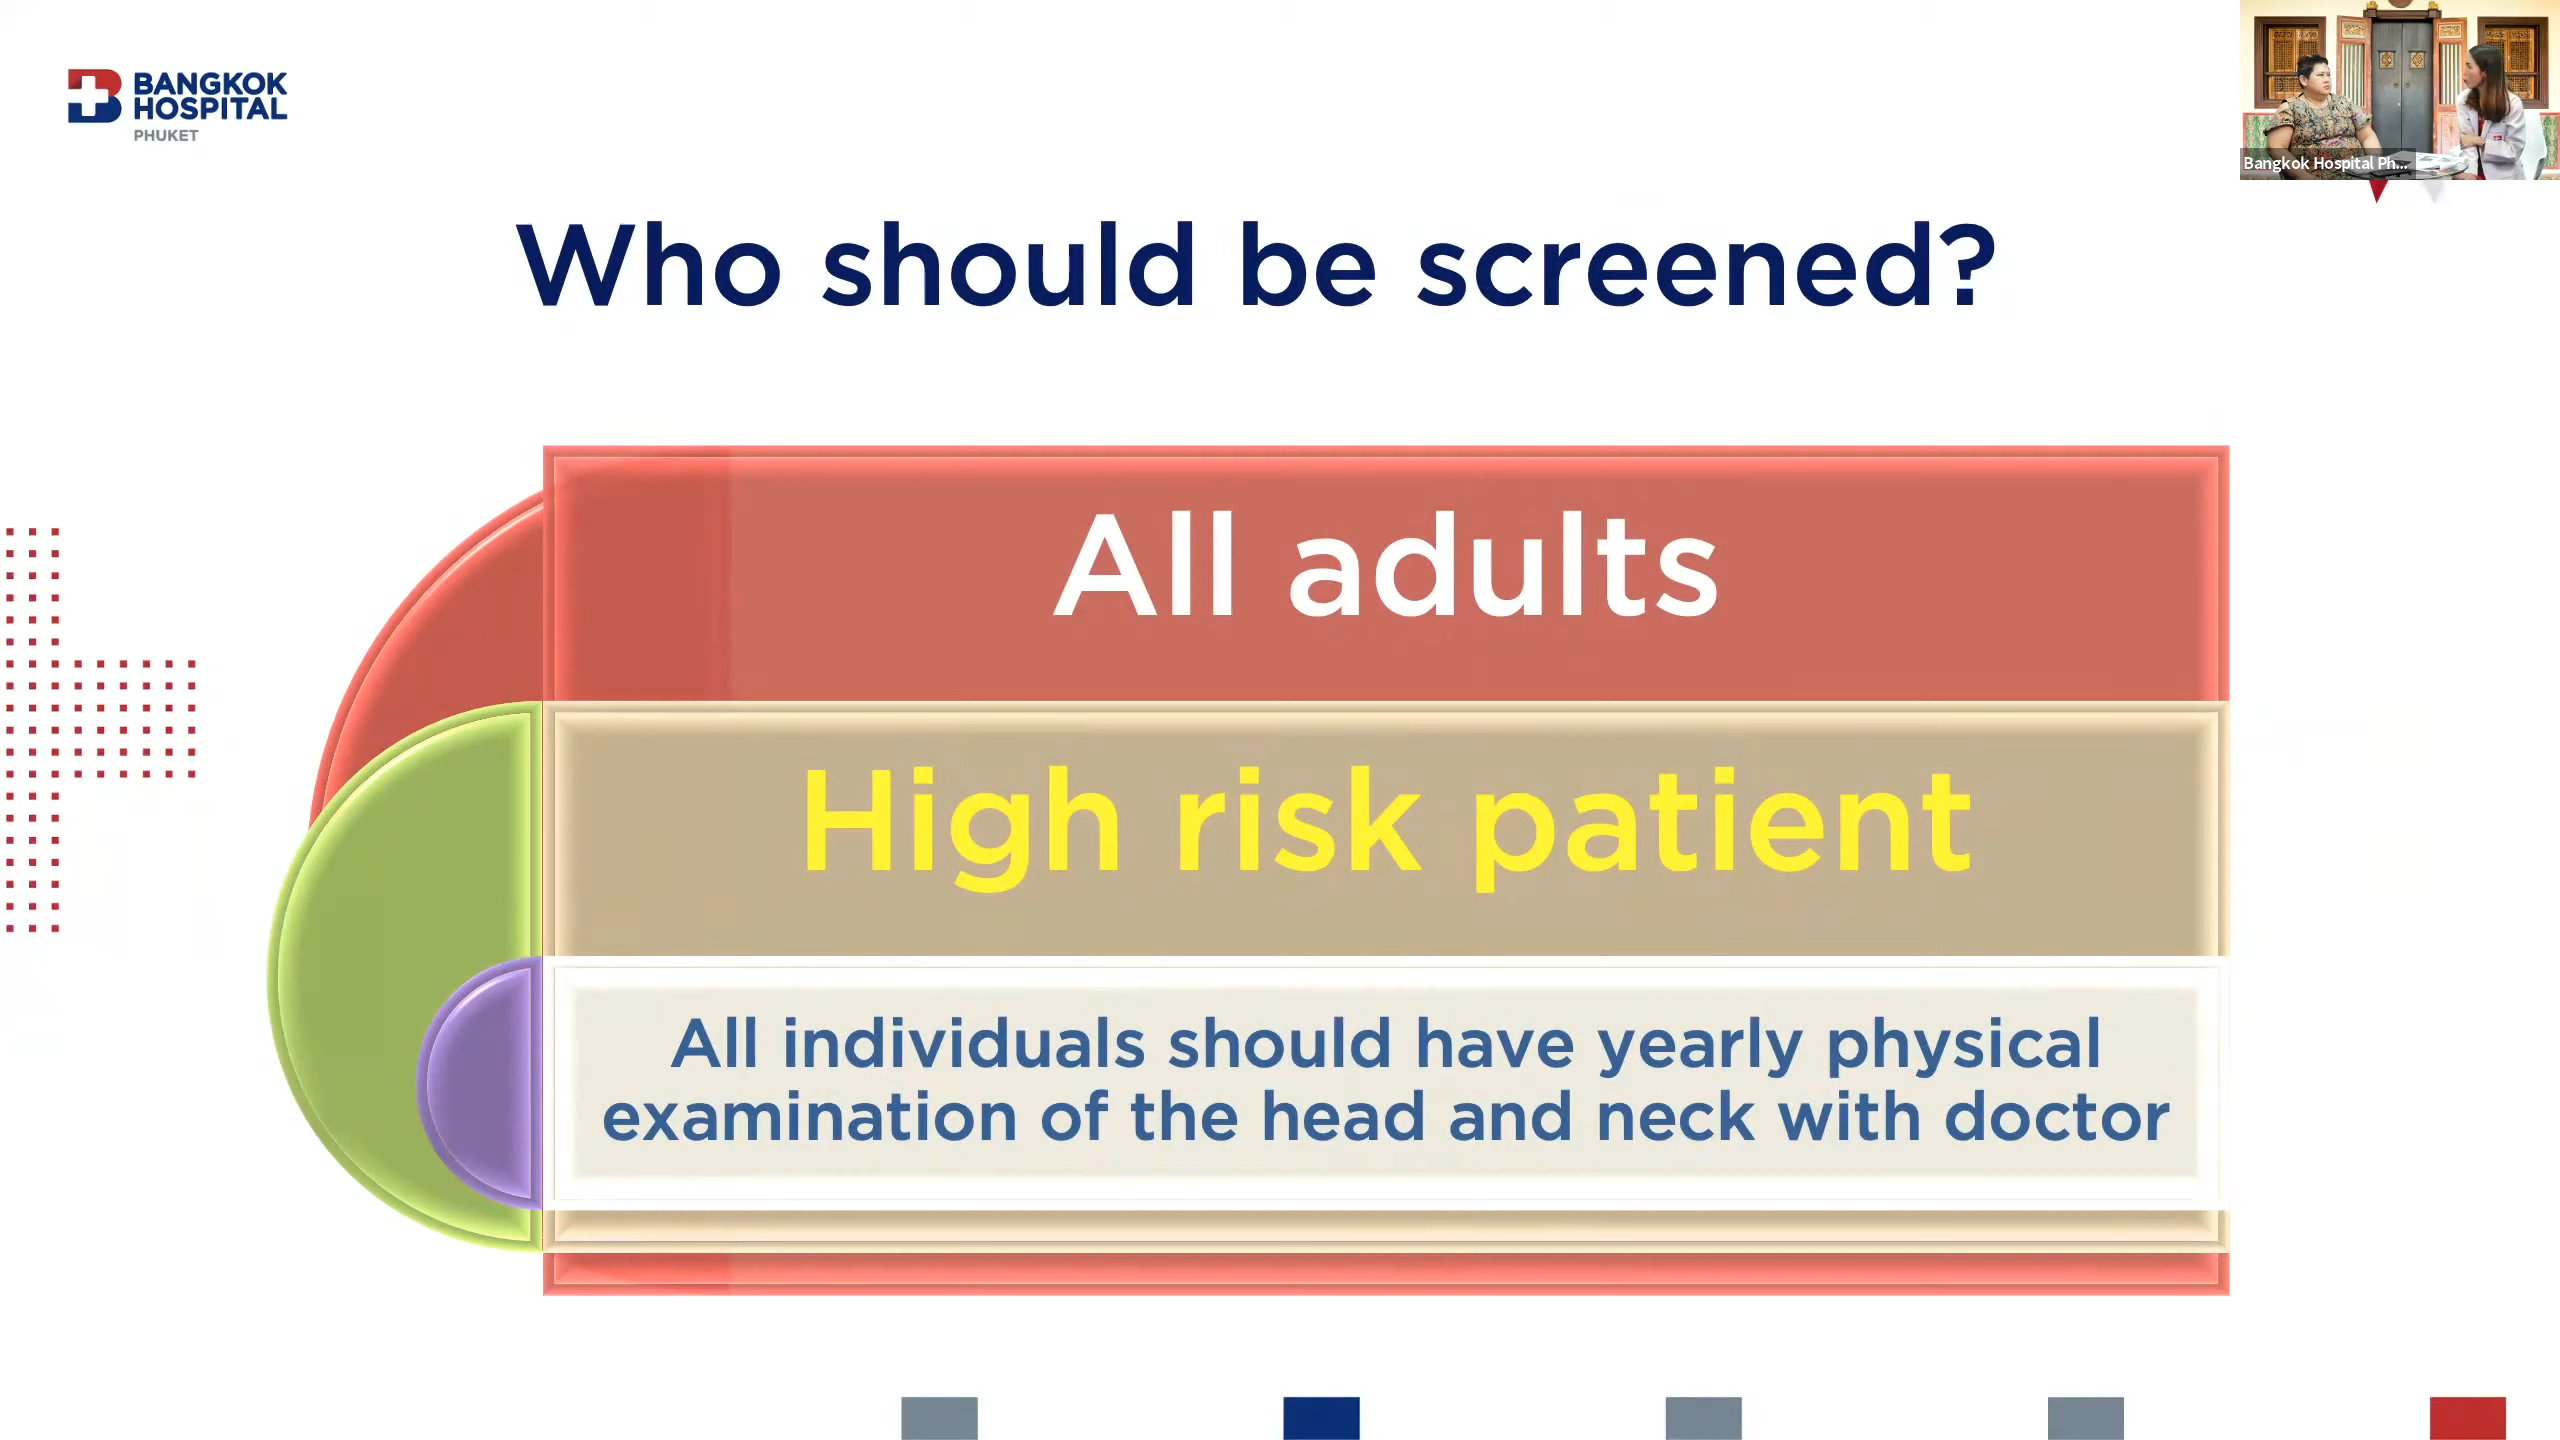 BANGKOK
HOSPITAL
PHUKET
Bangkok Hospital Ph...
Who should be screened?
All adults
High risk patient
All individuals should have yearly physical
examination of the head and neck with doctor